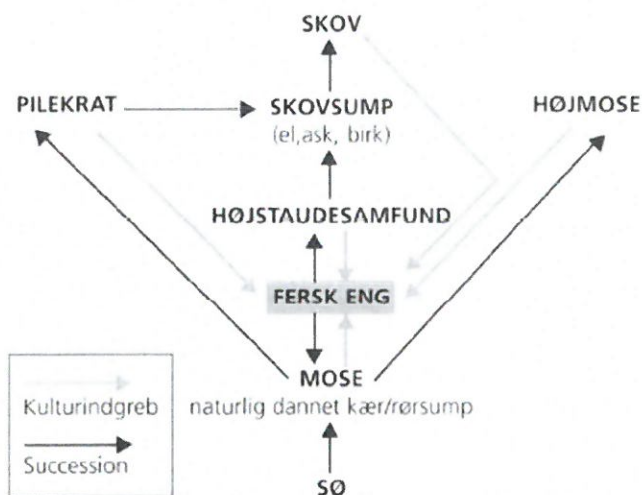 SKOV
PILEKRAT
SKOVSUMP
(el,ask, birk)
HØJMOSE
HØJSTAUDESAMFUND
FERSK ENG
MOSE
naturlig dannet kær/rørsump
Kulturindgreb
Succession
SØ